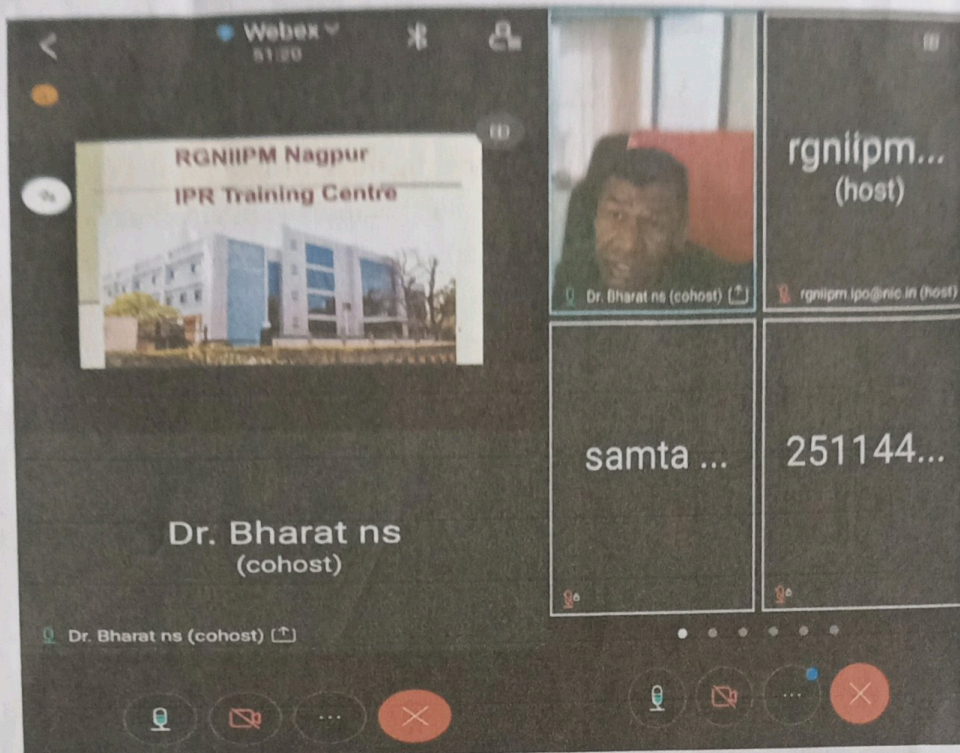 Webex
51:20
RGNIIPM Nagpur
IPR Training Centre
Dr. Bharat ns
(cohost)
Dr. Bharat ns (cohost)
Dr. Bharat ns (cohost)
rgniipm...
(host)
rgniipm.ipo@nic.in (host)
samta ...
251144...